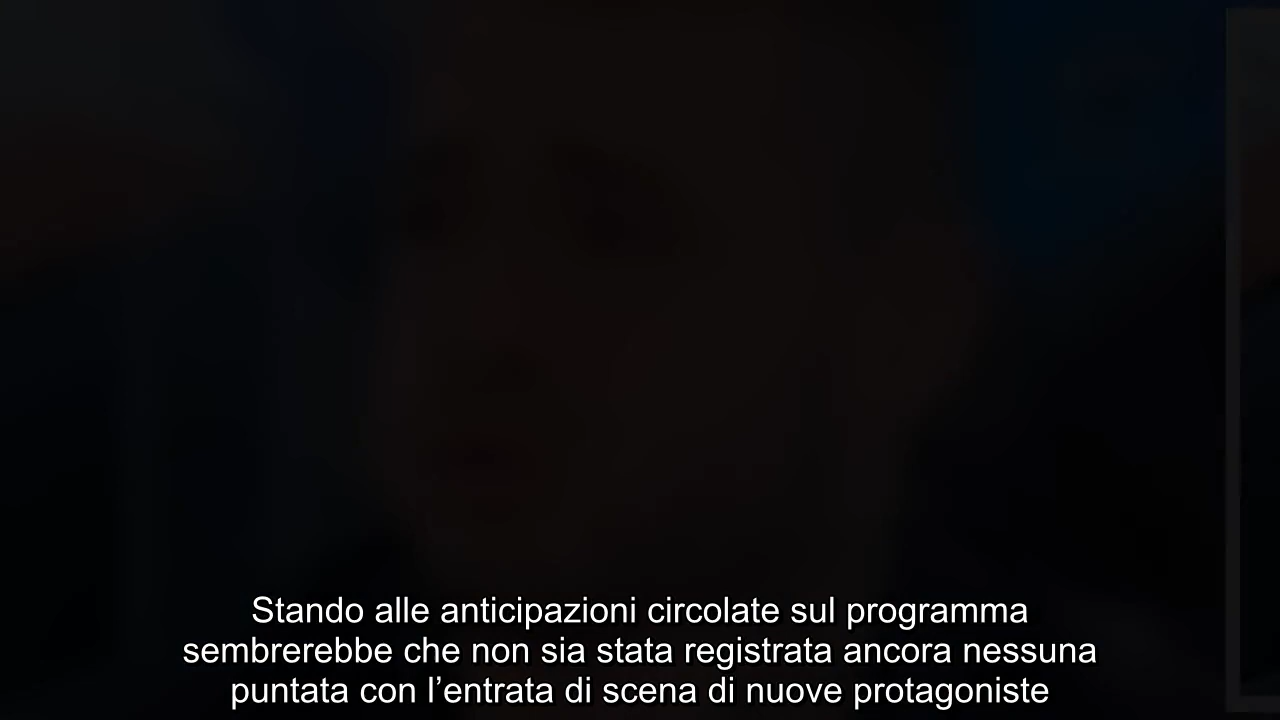 Stando alle anticipazioni circolate sul programma
sembrerebbe che non sia stata registrata ancora nessuna
puntata con l’entrata di scena di nuove protagoniste